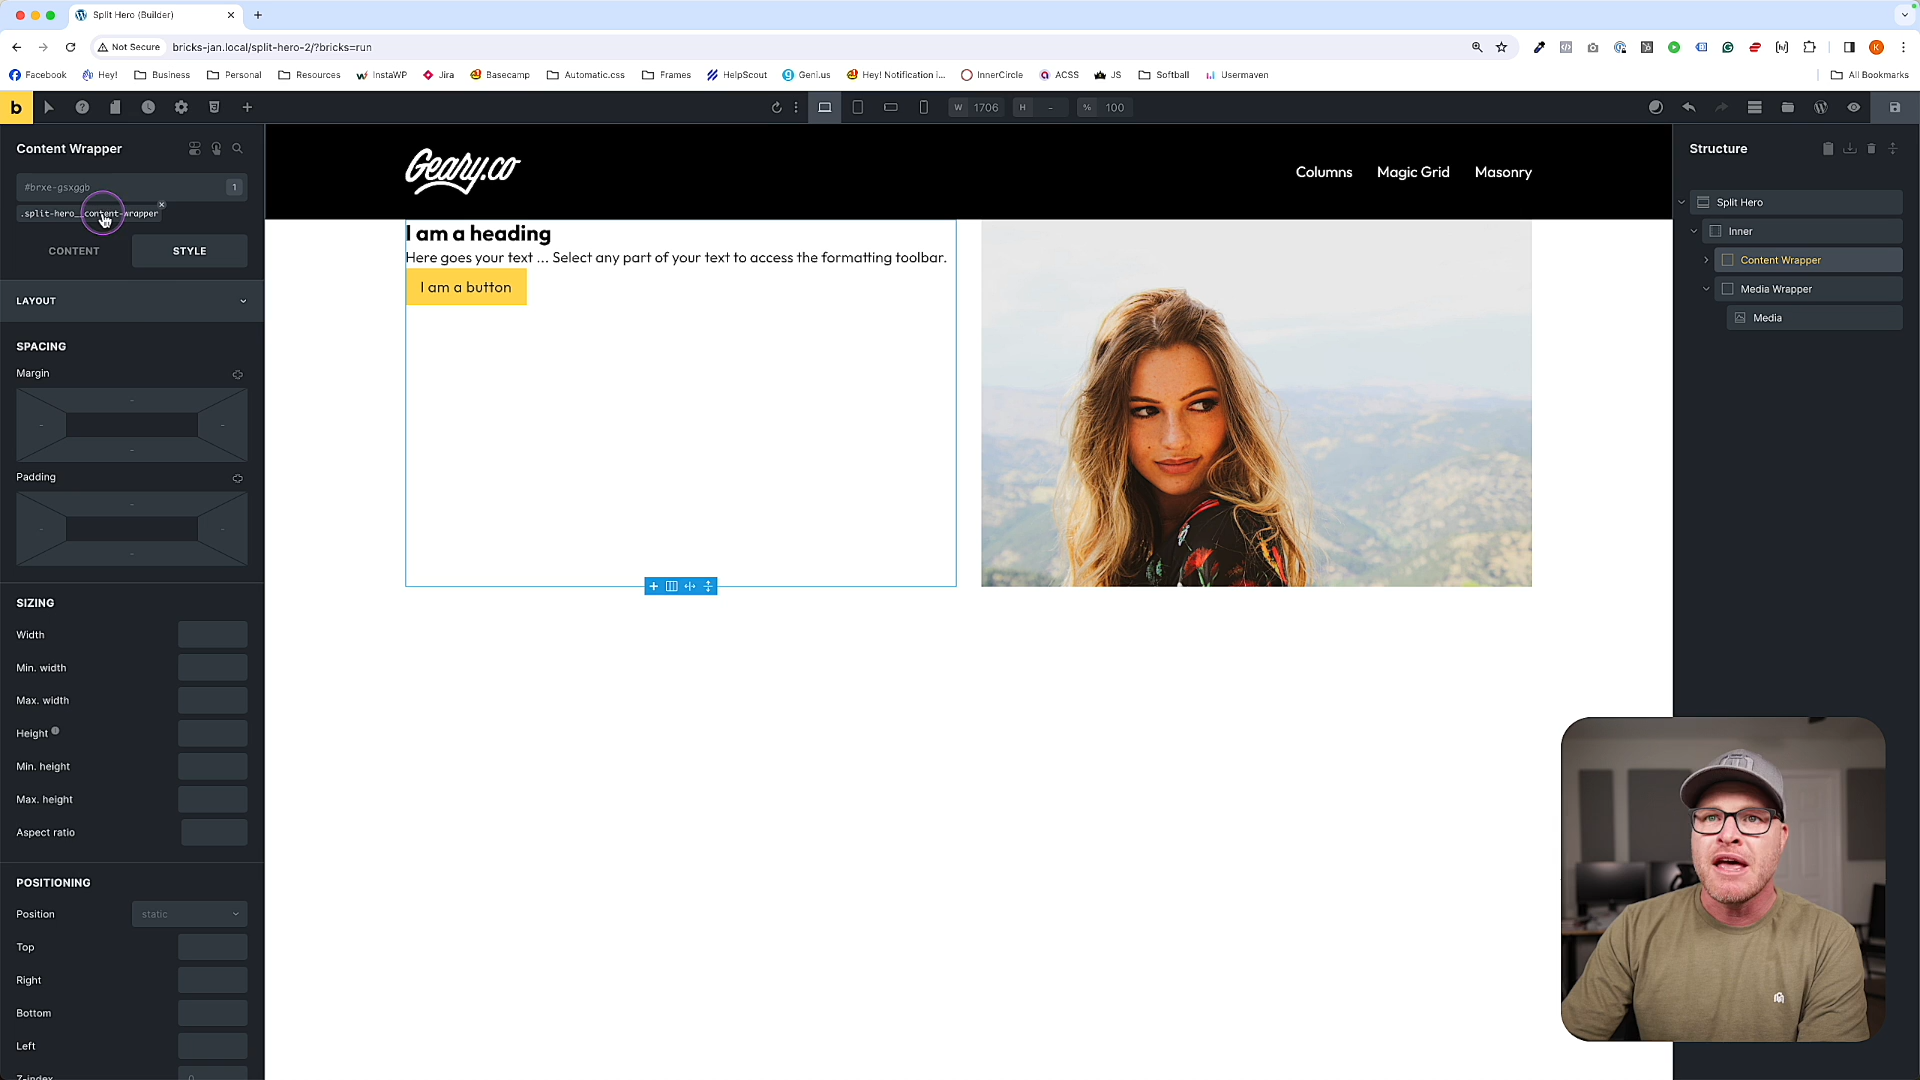 Split Hero (Builder)
Not Secure
bricks-jan.local/split-hero-2/?bricks=run
Facebook
Hey!
Business
Personal
Resources
InstaWP
Jira
Basecamp
Automatic.css
Frames
HelpScout
Geni.us
Hey! Notification i...
InnerCircle
ACSS
JS
Softball
Usermaven
All Bookmarks
b
W 1706
H -
% 100
Content Wrapper
#brxe-gsxggb
1
.split-hero__content-wrapper
CONTENT
STYLE
LAYOUT
SPACING
Margin
Padding
SIZING
Width
Min. width
Max. width
Height
Min. height
Max. height
Aspect ratio
POSITIONING
Position
static
Top
Right
Bottom
Left
Z-index
0
Geary.co
Columns
Magic Grid
Masonry
I am a heading
Here goes your text ... Select any part of your text to access the formatting toolbar.
I am a button
Structure
Split Hero
Inner
Content Wrapper
Media Wrapper
Media